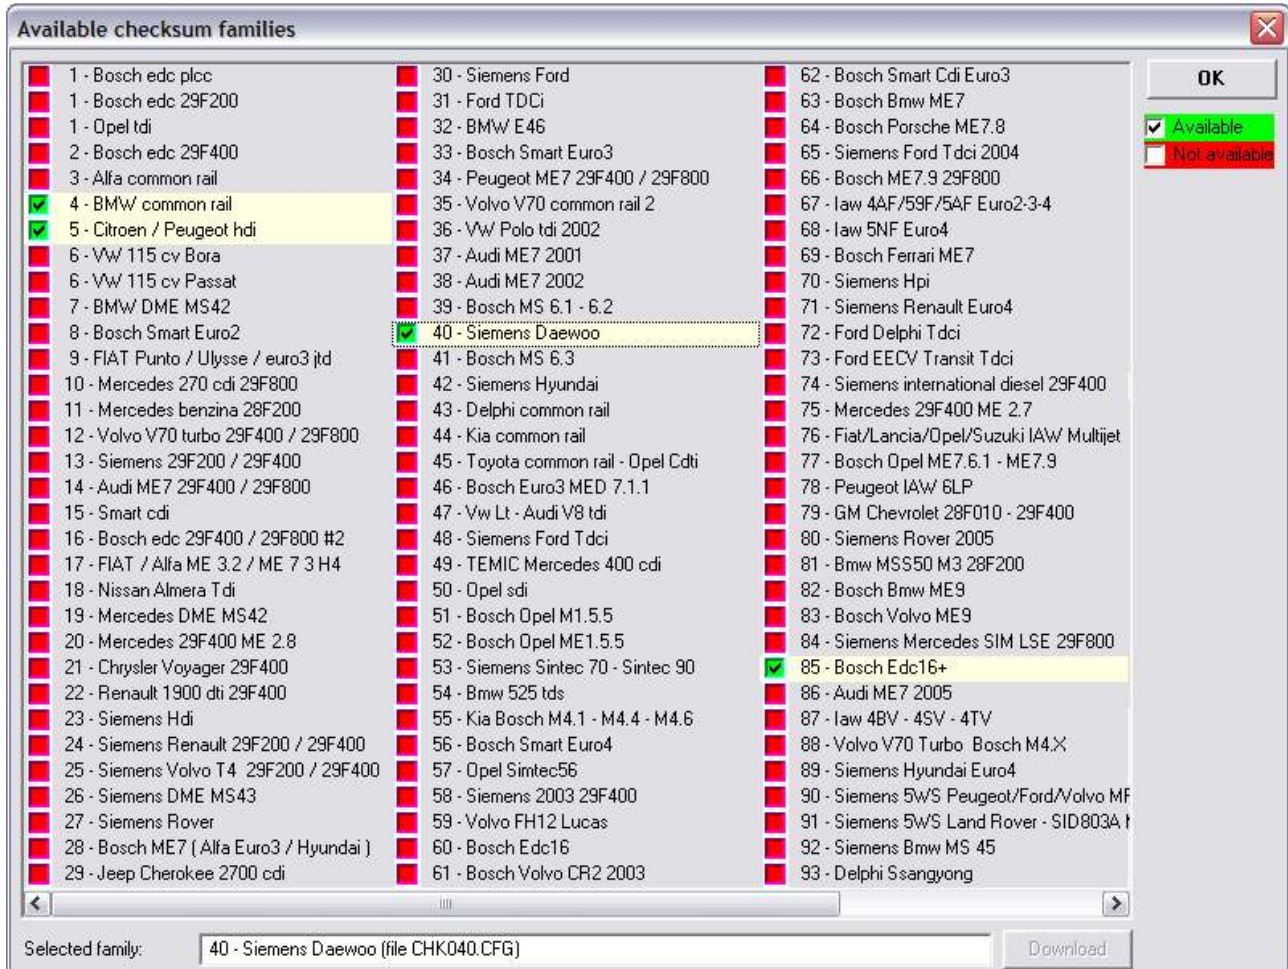 Available checksum families
1 - Bosch edc plcc
1 - Bosch edc 29F200
1 - Opel tdi
2 - Bosch edc 29F400
3 - Alfa common rail
4 - BMW common rail
5 - Citroen / Peugeot hdi
6 - VW 115 cv Bora
6 - VW 115 cv Passat
7 - BMW DME MS42
8 - Bosch Smart Euro2
9 - FIAT Punto / Ulysse / euro3 jtd
10 - Mercedes 270 cdi 29F800
11 - Mercedes benzina 28F200
12 - Volvo V70 turbo 29F400 / 29F800
13 - Siemens 29F200 / 29F400
14 - Audi ME7 29F400 / 29F800
15 - Smart cdi
16 - Bosch edc 29F400 / 29F800 #2
17 - FIAT / Alfa ME 3.2 / ME 7 3 H4
18 - Nissan Almera Tdi
19 - Mercedes DME MS42
20 - Mercedes 29F400 ME 2.8
21 - Chrysler Voyager 29F400
22 - Renault 1900 dti 29F400
23 - Siemens Hdi
24 - Siemens Renault 29F200 / 29F400
25 - Siemens Volvo T4 29F200 / 29F400
26 - Siemens DME MS43
27 - Siemens Rover
28 - Bosch ME7 ( Alfa Euro3 / Hyundai )
29 - Jeep Cherokee 2700 cdi
30 - Siemens Ford
31 - Ford TDCi
32 - BMW E46
33 - Bosch Smart Euro3
34 - Peugeot ME7 29F400 / 29F800
35 - Volvo V70 common rail 2
36 - VW Polo tdi 2002
37 - Audi ME7 2001
38 - Audi ME7 2002
39 - Bosch MS 6.1 - 6.2
40 - Siemens Daewoo
41 - Bosch MS 6.3
42 - Siemens Hyundai
43 - Delphi common rail
44 - Kia common rail
45 - Toyota common rail - Opel Cdti
46 - Bosch Euro3 MED 7.1.1
47 - Vw Lt - Audi V8 tdi
48 - Siemens Ford Tdci
49 - TEMIC Mercedes 400 cdi
50 - Opel sdi
51 - Bosch Opel M1.5.5
52 - Bosch Opel ME1.5.5
53 - Siemens Sintec 70 - Sintec 90
54 - Bmw 525 tds
55 - Kia Bosch M4.1 - M4.4 - M4.6
56 - Bosch Smart Euro4
57 - Opel Simtec56
58 - Siemens 2003 29F400
59 - Volvo FH12 Lucas
60 - Bosch Edc16
61 - Bosch Volvo CR2 2003
62 - Bosch Smart Cdi Euro3
63 - Bosch Bmw ME7
64 - Bosch Porsche ME7.8
65 - Siemens Ford Tdci 2004
66 - Bosch ME7.9 29F800
67 - Iaw 4AF/59F/5AF Euro2-3-4
68 - Iaw 5NF Euro4
69 - Bosch Ferrari ME7
70 - Siemens Hpi
71 - Siemens Renault Euro4
72 - Ford Delphi Tdci
73 - Ford EECV Transit Tdci
74 - Siemens international diesel 29F400
75 - Mercedes 29F400 ME 2.7
76 - Fiat/Lancia/Opel/Suzuki IAW Multijet
77 - Bosch Opel ME7.6.1 - ME7.9
78 - Peugeot IAW 6LP
79 - GM Chevrolet 28F010 - 29F400
80 - Siemens Rover 2005
81 - Bmw MSS50 M3 28F200
82 - Bosch Bmw ME9
83 - Bosch Volvo ME9
84 - Siemens Mercedes SIM LSE 29F800
85 - Bosch Edc16+
86 - Audi ME7 2005
87 - Iaw 4BV - 4SV - 4TV
88 - Volvo V70 Turbo Bosch M4.X
89 - Siemens Hyundai Euro4
90 - Siemens 5WS Peugeot/Ford/Volvo
91 - Siemens 5WS Land Rover - SID803A
92 - Siemens Bmw MS 45
93 - Delphi Ssangyong
OK
Available
Not available
Selected family:
40 - Siemens Daewoo (file CHK040.CFG)
Download